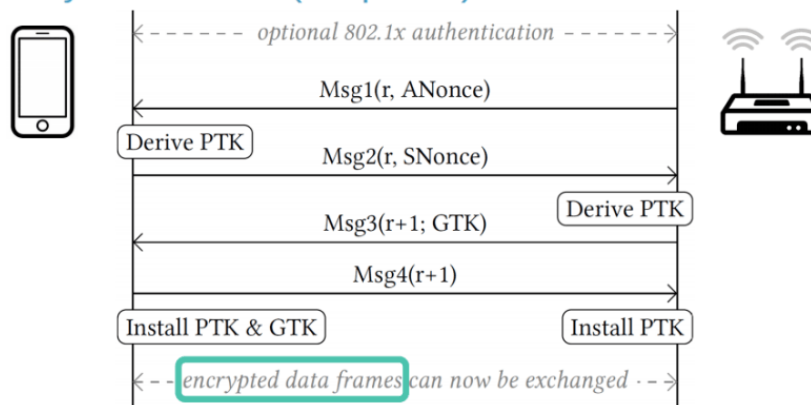 optional 802.1x authentication
Msg1(r, ANonce)
Derive PTK
Msg2(r, SNonce)
Derive PTK
Msg3(r+1; GTK)
Msg4(r+1)
Install PTK & GTK
Install PTK
encrypted data frames can now be exchanged